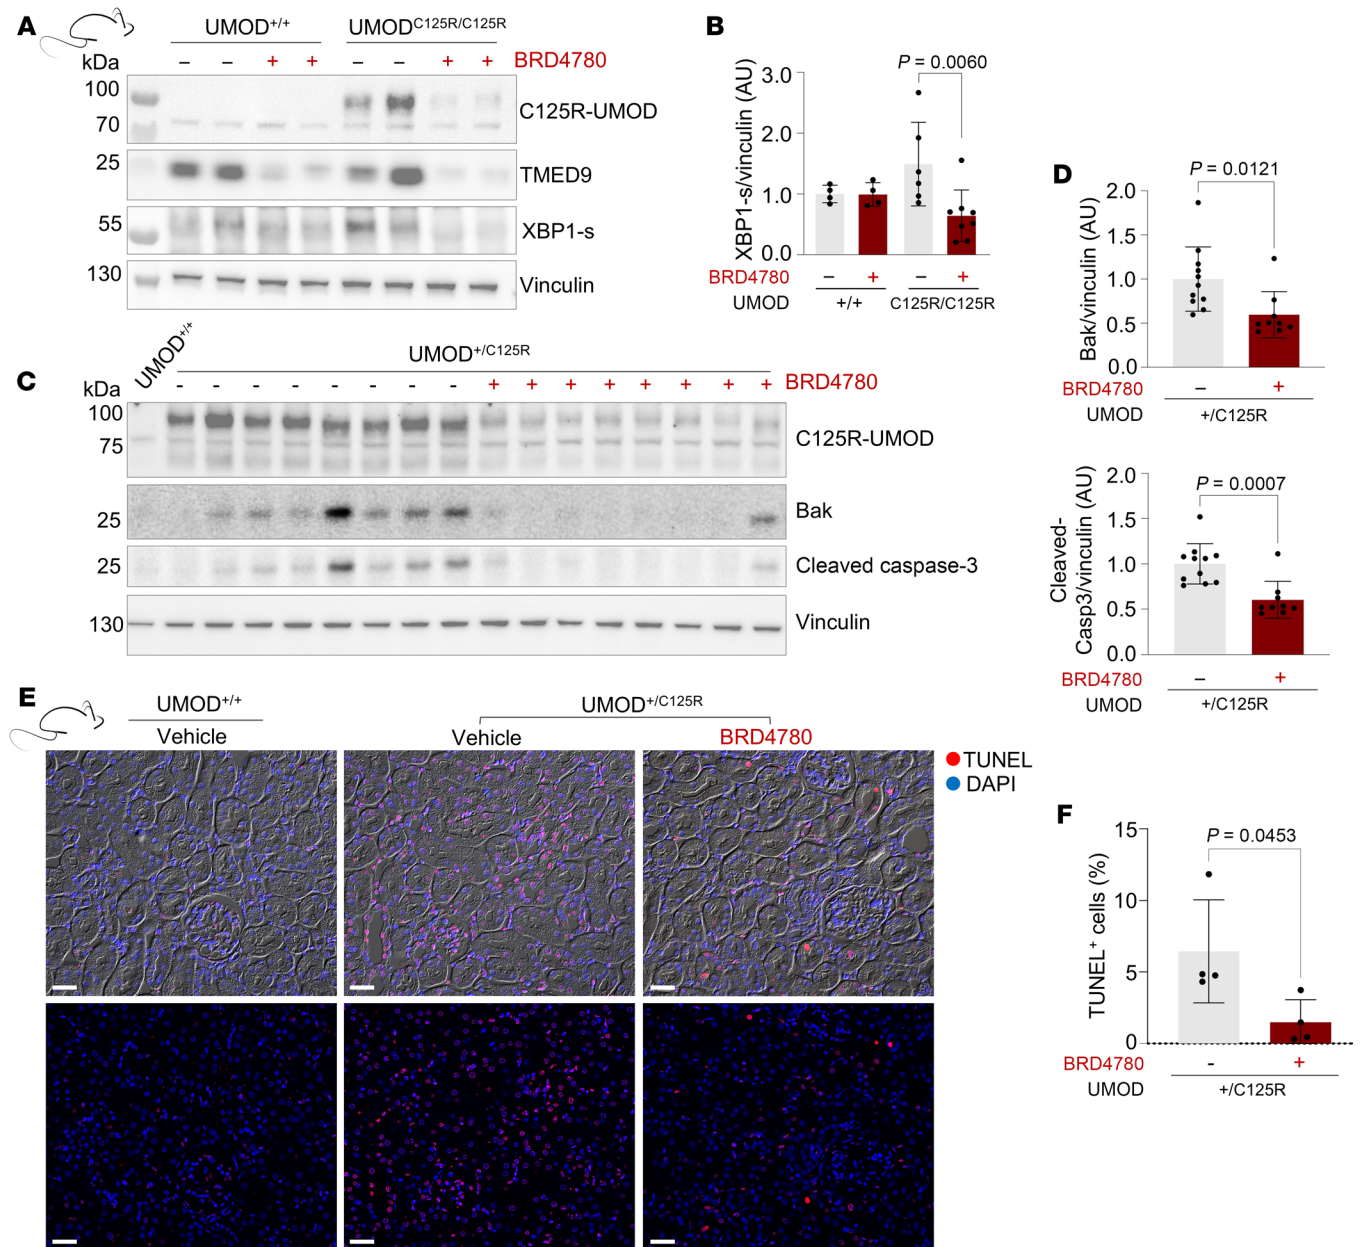 A
UMOD+/+
UMODC125R/C125R
kDa
– – + + – – + + BRD4780
100
70
C125R-UMOD
25
TMED9
55
XBP1-s
130
Vinculin
B
XBP1-s/vinculin (AU)
P = 0.0060
3.0
2.0
1.0
0.0
BRD4780 – + – +
UMOD +/+ C125R/C125R
C
UMOD+/+
UMOD+/C125R
kDa
- - - - - - - - + + + + + + + + BRD4780
100
75
C125R-UMOD
25
Bak
25
Cleaved caspase-3
130
Vinculin
D
Bak/vinculin (AU)
P = 0.0121
2.0
1.0
0.5
0.0
BRD4780 – +
UMOD +/C125R
Cleaved-
Casp3/vinculin (AU)
P = 0.0007
2.0
1.5
1.0
0.5
0.0
BRD4780 – +
UMOD +/C125R
E
UMOD+/+
UMOD+/C125R
Vehicle
Vehicle
BRD4780
TUNEL
DAPI
F
TUNEL+ cells (%)
P = 0.0453
15
10
5
0
BRD4780 - +
UMOD +/C125R